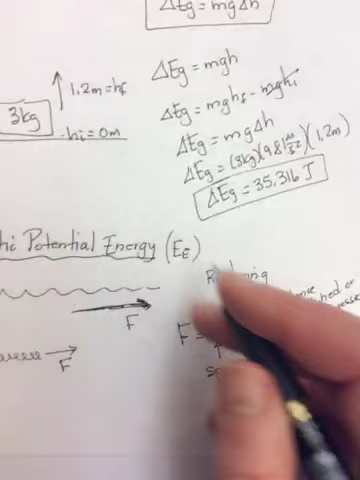 ΔEg = mgΔh
ΔEg = mgh
1.2m = hf
ΔEg = mghf - mghi
3kg
hi = 0m
ΔEg = mgΔh
ΔEg = (3kg)(9.81 m/s²)(1.2m)
ΔEg = 35.316 J
tic Potential Energy (EE)
F
F =
F